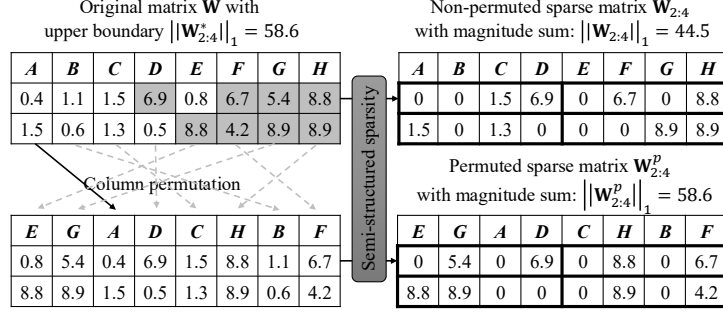 Original matrix W with
upper boundary ||W*₂:₄||₁ = 58.6
A B C D E F G H
0.4 1.1 1.5 6.9 0.8 6.7 5.4 8.8
1.5 0.6 1.3 0.5 8.8 4.2 8.9 8.9
Column permutation
E G A D C H B F
0.8 5.4 0.4 6.9 1.5 8.8 1.1 6.7
8.8 8.9 1.5 0.5 1.3 8.9 0.6 4.2
Semi-structured sparsity
Non-permuted sparse matrix W₂:₄
with magnitude sum: ||W₂:₄||₁ = 44.5
A B C D E F G H
0 0 1.5 6.9 0 6.7 0 8.8
1.5 0 1.3 0 0 0 8.9 8.9
Permuted sparse matrix Wᵖ₂:₄
with magnitude sum: ||Wᵖ₂:₄||₁ = 58.6
E G A D C H B F
0 5.4 0 6.9 0 8.8 0 6.7
8.8 8.9 0 0 0 8.9 0 4.2